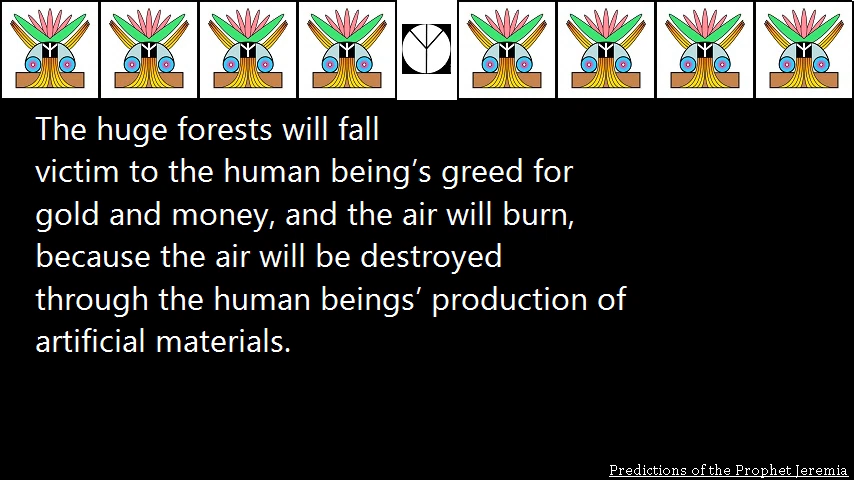 The huge forests will fall
victim to the human being’s greed for
gold and money, and the air will burn,
because the air will be destroyed
through the human beings’ production of
artificial materials.
Predictions of the Prophet Jeremia